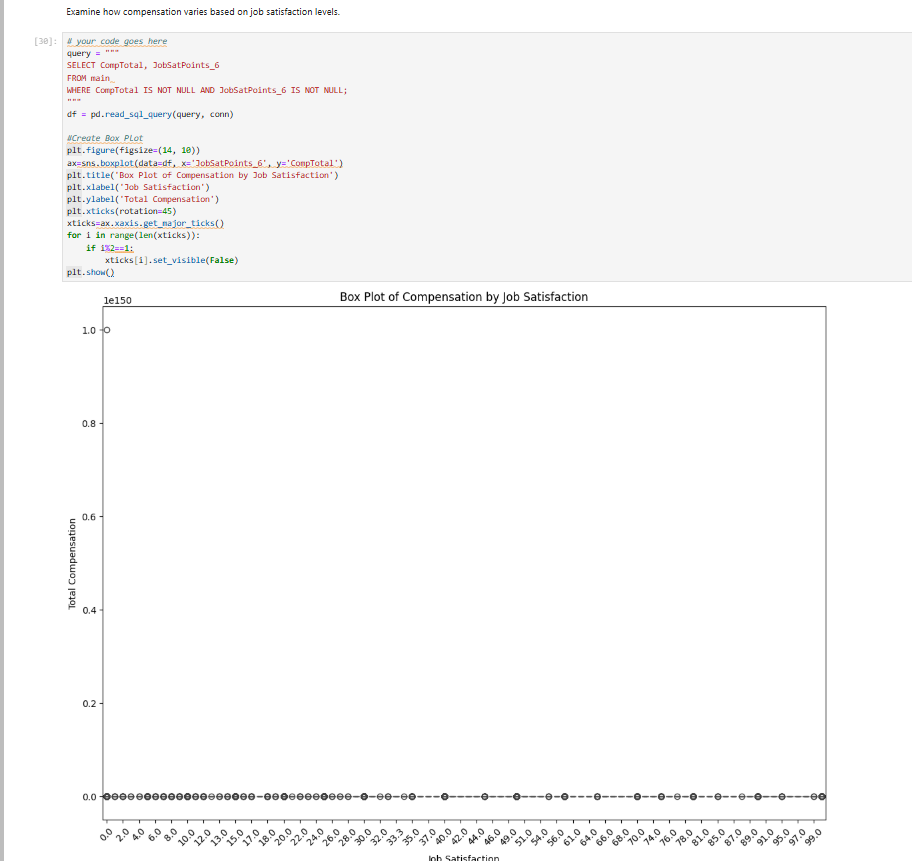 Examine how compensation varies based on job satisfaction levels.
[30]:
# your code goes here
query = """
SELECT CompTotal, JobSatPoints_6
FROM main_
WHERE CompTotal IS NOT NULL AND JobSatPoints_6 IS NOT NULL;
"""
df = pd.read_sql_query(query, conn)
#Create Box Plot
plt.figure(figsize=(14, 10))
ax=sns.boxplot(data=df, x='JobSatPoints_6', y='CompTotal')
plt.title('Box Plot of Compensation by Job Satisfaction')
plt.xlabel('Job Satisfaction')
plt.ylabel('Total Compensation')
plt.xticks(rotation=45)
xticks=ax.xaxis.get_major_ticks()
for i in range(len(xticks)):
    if i%2==1:
        xticks[i].set_visible(False)
plt.show()
Box Plot of Compensation by Job Satisfaction
1e150
1.0
0.8
0.6
0.4
0.2
0.0
Total Compensation
0.0 2.0 4.0 6.0 8.0 10.0 12.0 13.0 15.0 17.0 18.0 20.0 22.0 24.0 26.0 28.0 30.0 32.0 33.3 35.0 37.0 40.0 42.0 44.0 46.0 49.0 51.0 54.0 56.0 61.0 64.0 66.0 68.0 70.0 74.0 76.0 78.0 81.0 85.0 87.0 89.0 91.0 95.0 97.0 99.0
Job Satisfaction